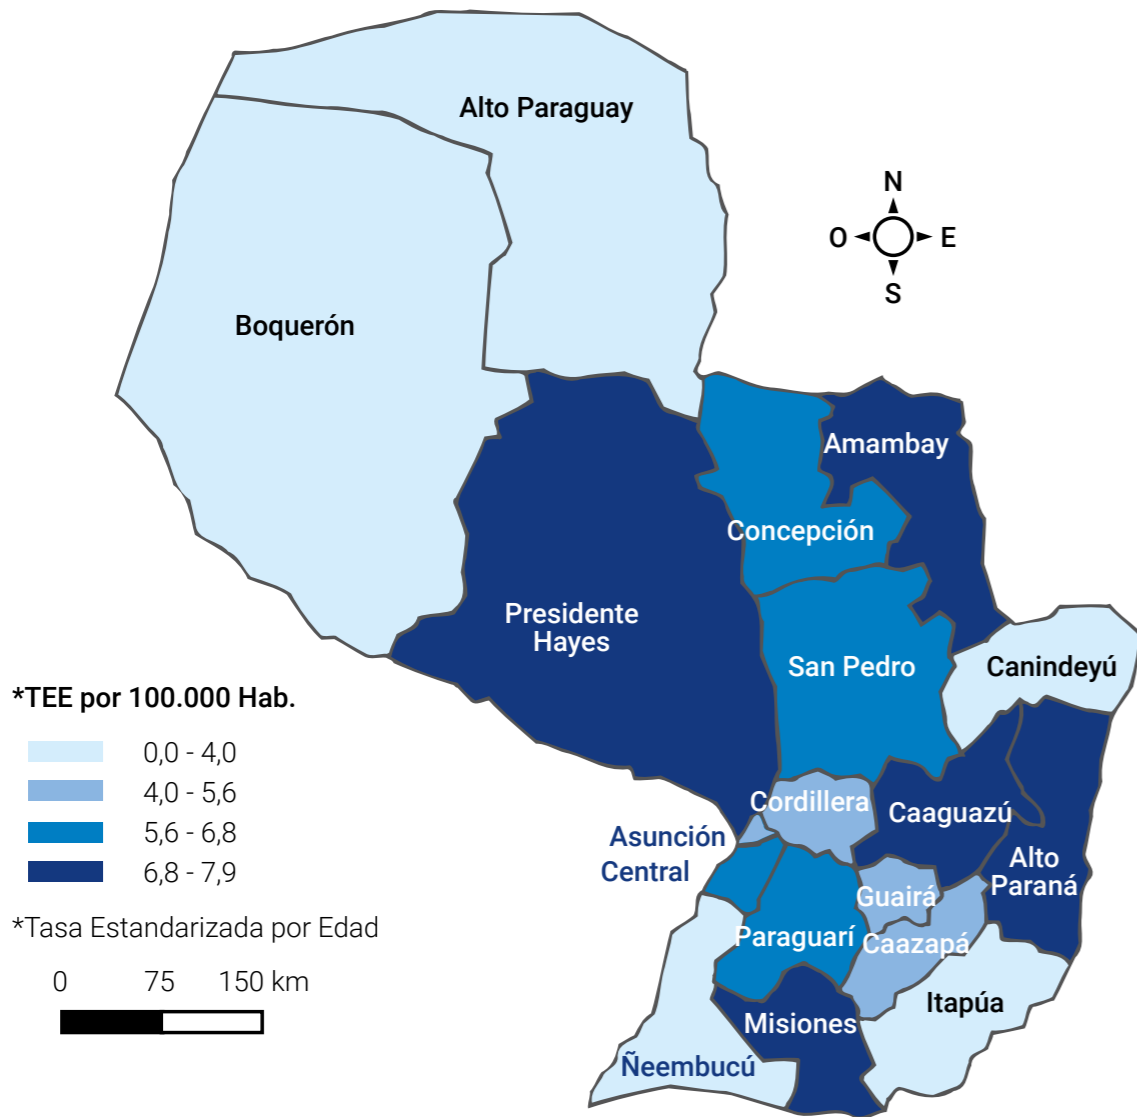 Alto Paraguay
N
O
E
S
Boquerón
Amambay
Concepción
Presidente
Hayes
San Pedro
Canindeyú
*TEE por 100.000 Hab.
0,0 - 4,0
4,0 - 5,6
5,6 - 6,8
6,8 - 7,9
*Tasa Estandarizada por Edad
0 75 150 km
Cordillera
Caaguazú
Asunción
Central
Alto
Paraná
Guairá
Paraguarí
Caazapá
Itapúa
Misiones
Ñeembucú